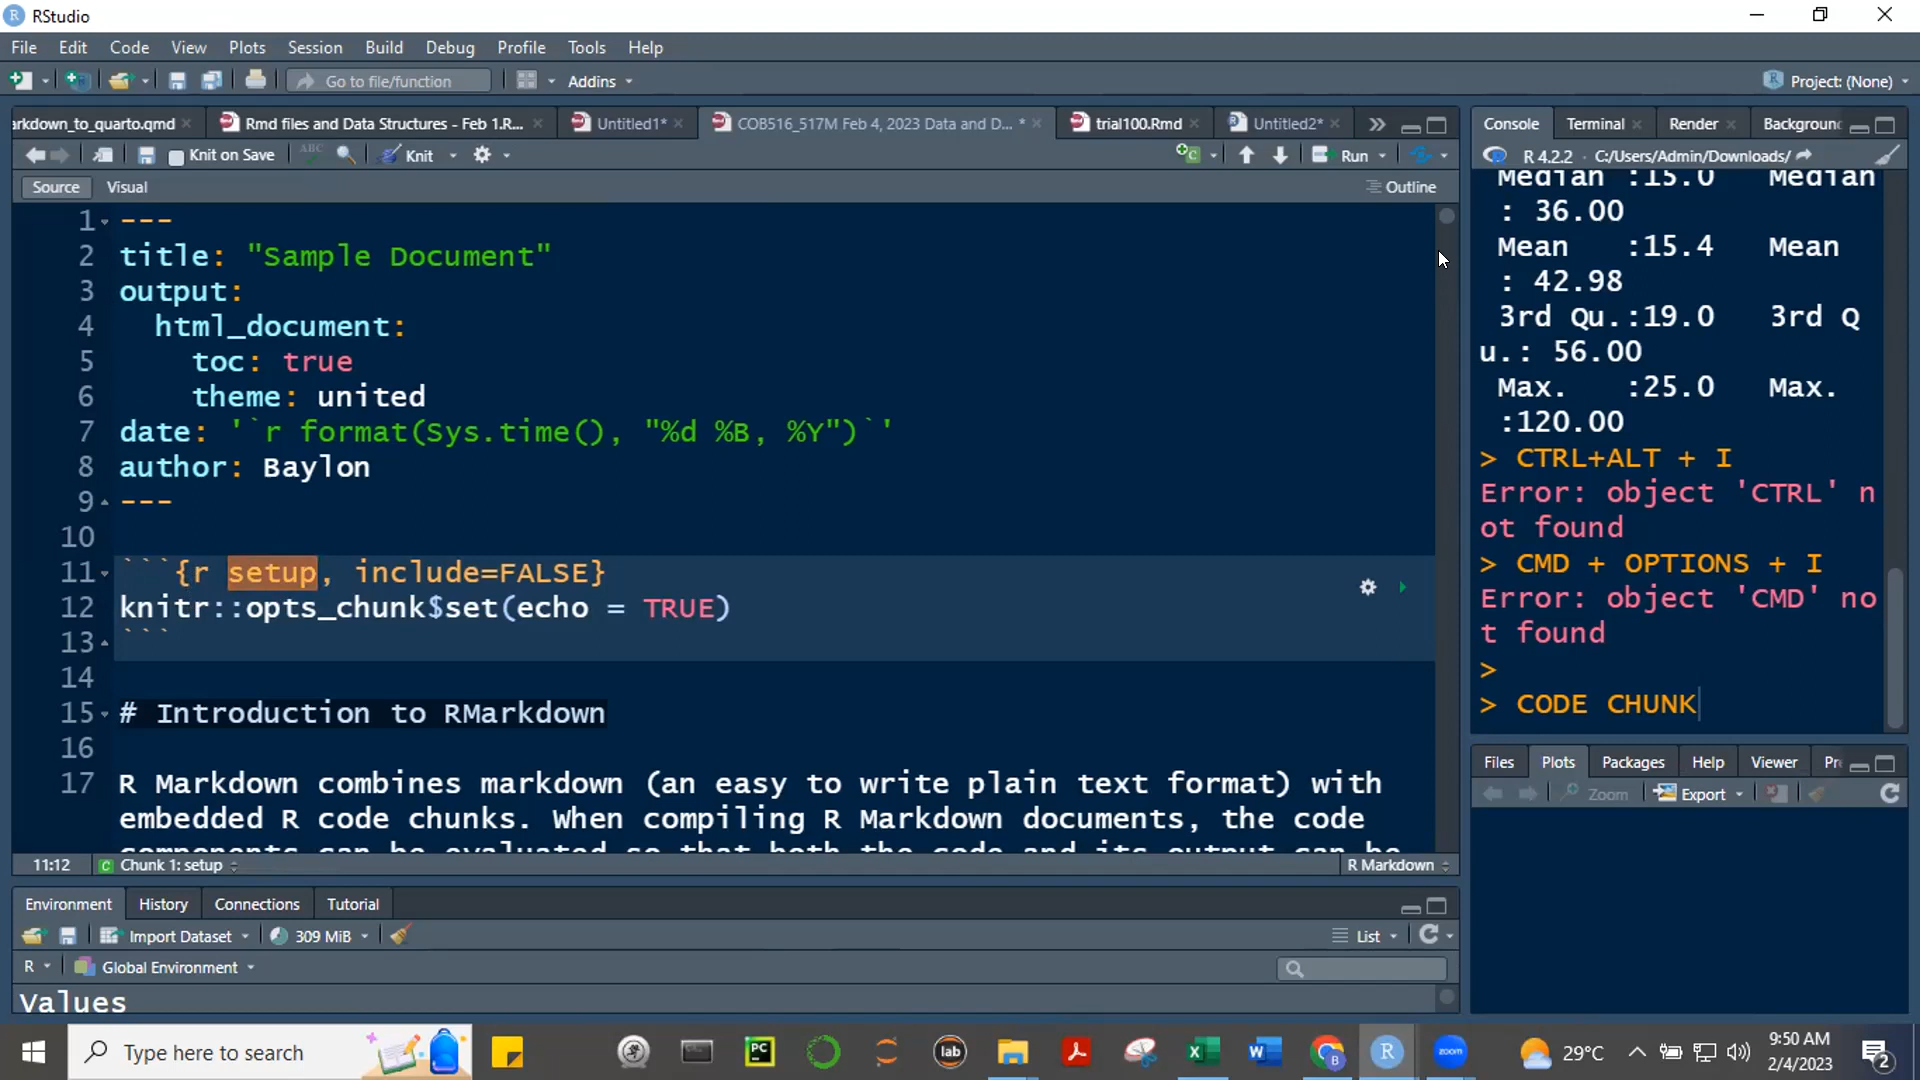 RStudio
File Edit Code View Plots Session Build Debug Profile Tools Help
Go to file/function Addins Project: (None)
arkdown_to_quarto.qmd Rmd files and Data Structures - Feb 1.R... Untitled1* COB516_517M Feb 4, 2023 Data and D... * trial100.Rmd Untitled2*
Knit on Save ABC Knit Run
Source Visual Outline
1 ---
2 title: "Sample Document"
3 output:
4 html_document:
5 toc: true
6 theme: united
7 date: '`r format(Sys.time(), "%d %B, %Y")`'
8 author: Baylon
9 ---
10
11 ```{r setup, include=FALSE}
12 knitr::opts_chunk$set(echo = TRUE)
13 ```
14
15 # Introduction to RMarkdown
16
17 R Markdown combines markdown (an easy to write plain text format) with
embedded R code chunks. When compiling R Markdown documents, the code
components can be evaluated so that both the code and its output can be
11:12 C Chunk 1: setup R Markdown
Environment History Connections Tutorial
Import Dataset 309 MiB List
R Global Environment
Values
Console Terminal Render Background
R 4.2.2 · C:/Users/Admin/Downloads/
Median :15.0 Median
: 36.00
Mean :15.4 Mean
: 42.98
3rd Qu.:19.0 3rd Q
u.: 56.00
Max. :25.0 Max.
:120.00
> CTRL+ALT + I
Error: object 'CTRL' n
ot found
> CMD + OPTIONS + I
Error: object 'CMD' no
t found
>
> CODE CHUNK
Files Plots Packages Help Viewer Pr
Zoom Export
Type here to search PC lab R zoom 29°C 9:50 AM
2/4/2023
2